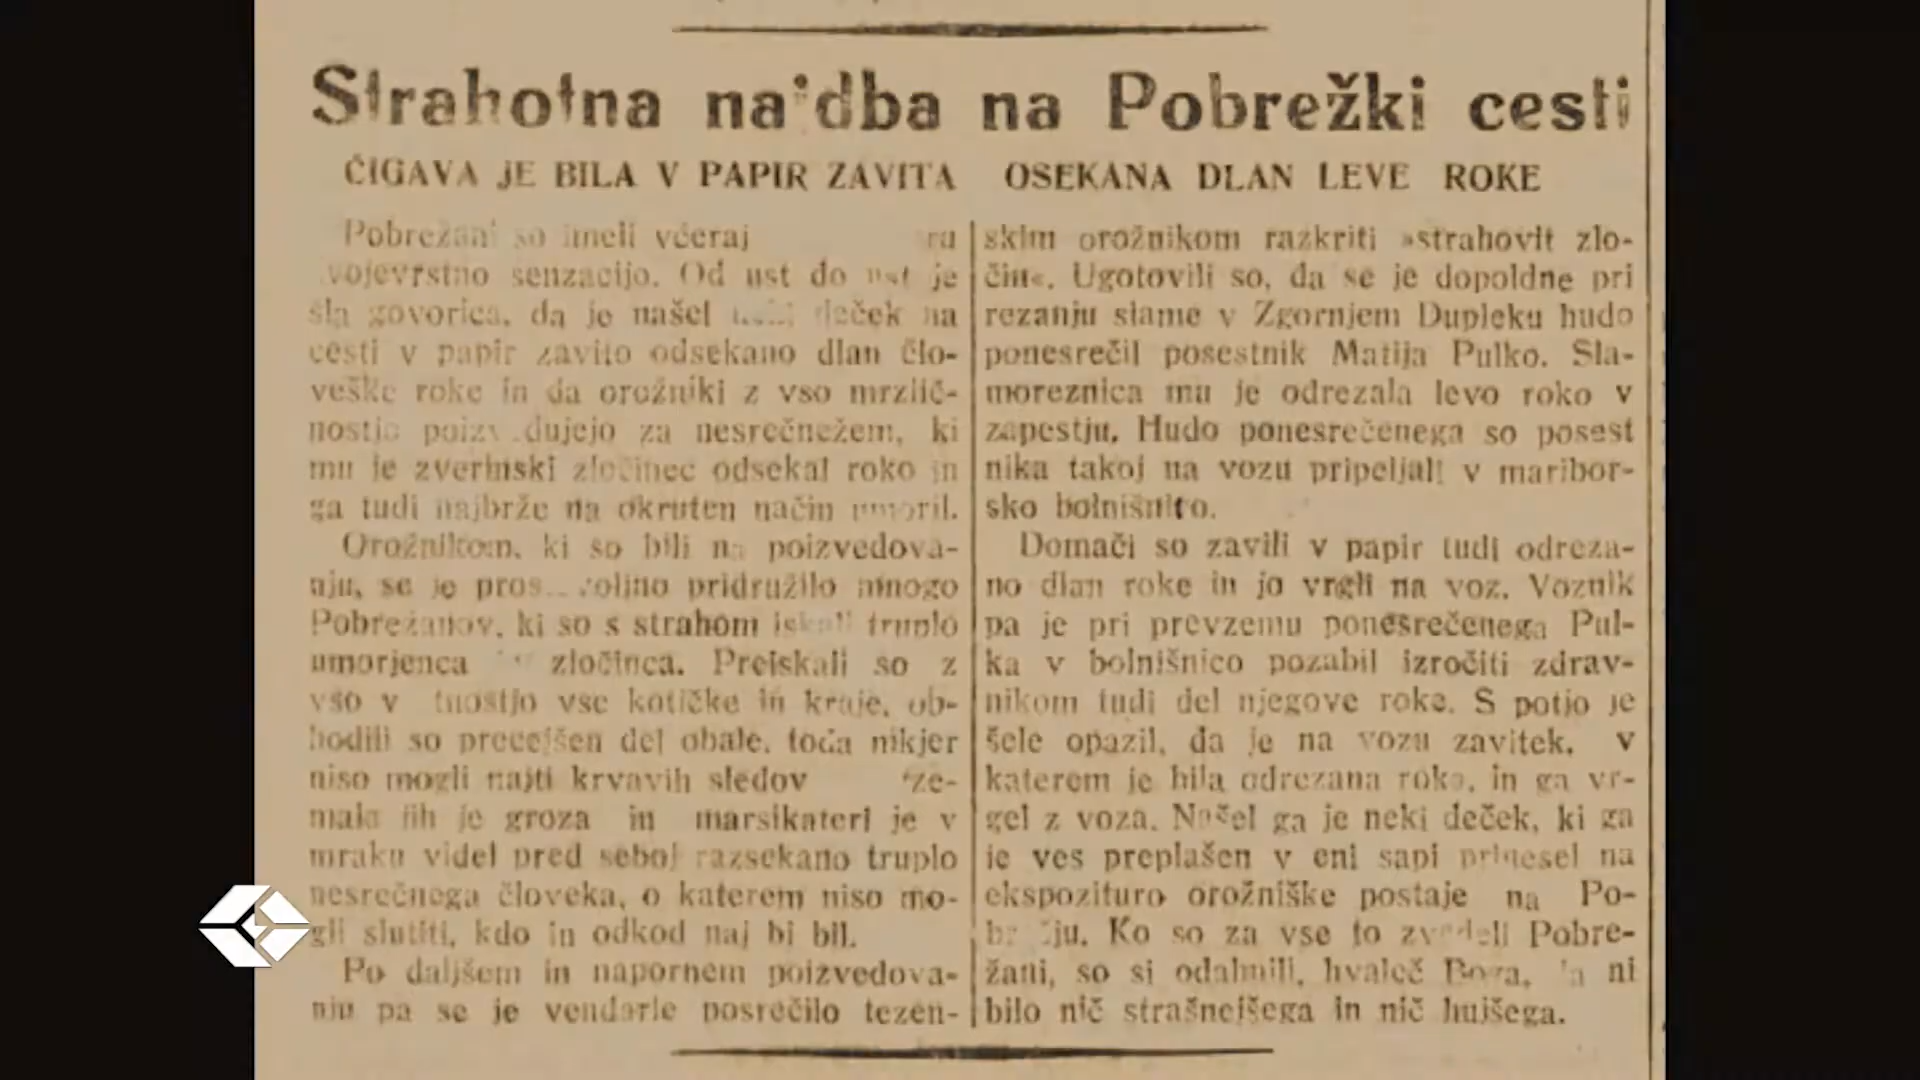 Strahotna najdba na Pobrežki cesti
ČIGAVA JE BILA V PAPIR ZAVITA OSEKANA DLAN LEVE ROKE
Pobrežani so imeli včeraj
vojevrstno senzacijo. Od ust do ust je
šla govorica, da je našel neki deček na
cesti v papir zavito odsekano dlan člo-
veške roke in da orožniki z vso mrzlič-
nostjo poizvedujejo za nesrečnežem, ki
mu je zverinski zločinec odsekal roko in
ga tudi najbrže na okruten način umoril.
Orožnikom, ki so bili na poizvedova-
nju, se je prostovoljno pridružilo mnogo
Pobrežanov, ki so s strahom iskali truplo
umorjenca zločinca. Preiskali so z
vso v tnostjo vse kotičke in kraje, ob-
hodili so precejšen del obale, toda nikjer
niso mogli najti krvavih sledov ze-
mala jih je groza in marsikateri je v
mraku videl pred seboj razsekano truplo
nesrečnega človeka, o katerem niso mo-
gli slutiti, kdo in odkod naj bi bil.
Po daljšem in napornem poizvedova-
nju pa se je vendarle posrečilo tezen-
skim orožnikom razkriti »strahovit zlo-
čin«. Ugotovili so, da se je dopoldne pri
rezanju slame v Zgornjem Dupleku hudo
ponesrečil posestnik Matija Pulko. Sla-
moreznica mu je odrezala levo roko v
zapestju. Hudo ponesrečenega so posest
nika takoj na vozu pripeljali v maribor-
sko bolnišnico.
Domači so zavili v papir tudi odreza-
no dlan roke in jo vrgli na voz. Voznik
pa je pri prevzemu ponesrečenega Pul-
ka v bolnišnico pozabil izročiti zdrav-
nikom tudi del njegove roke. S potjo je
šele opazil, da je na vozu zavitek, v
katerem je bila odrezana roka, in ga vr-
gel z voza. Našel ga je neki deček, ki ga
je ves preplašen v eni sapi prinesel na
ekspozituro orožniške postaje na Po-
brežju. Ko so za vse to zvedeli Pobre-
žani, so si odahnili, hvaleč Boga, da ni
bilo nič strašnejšega in nič hujšega.